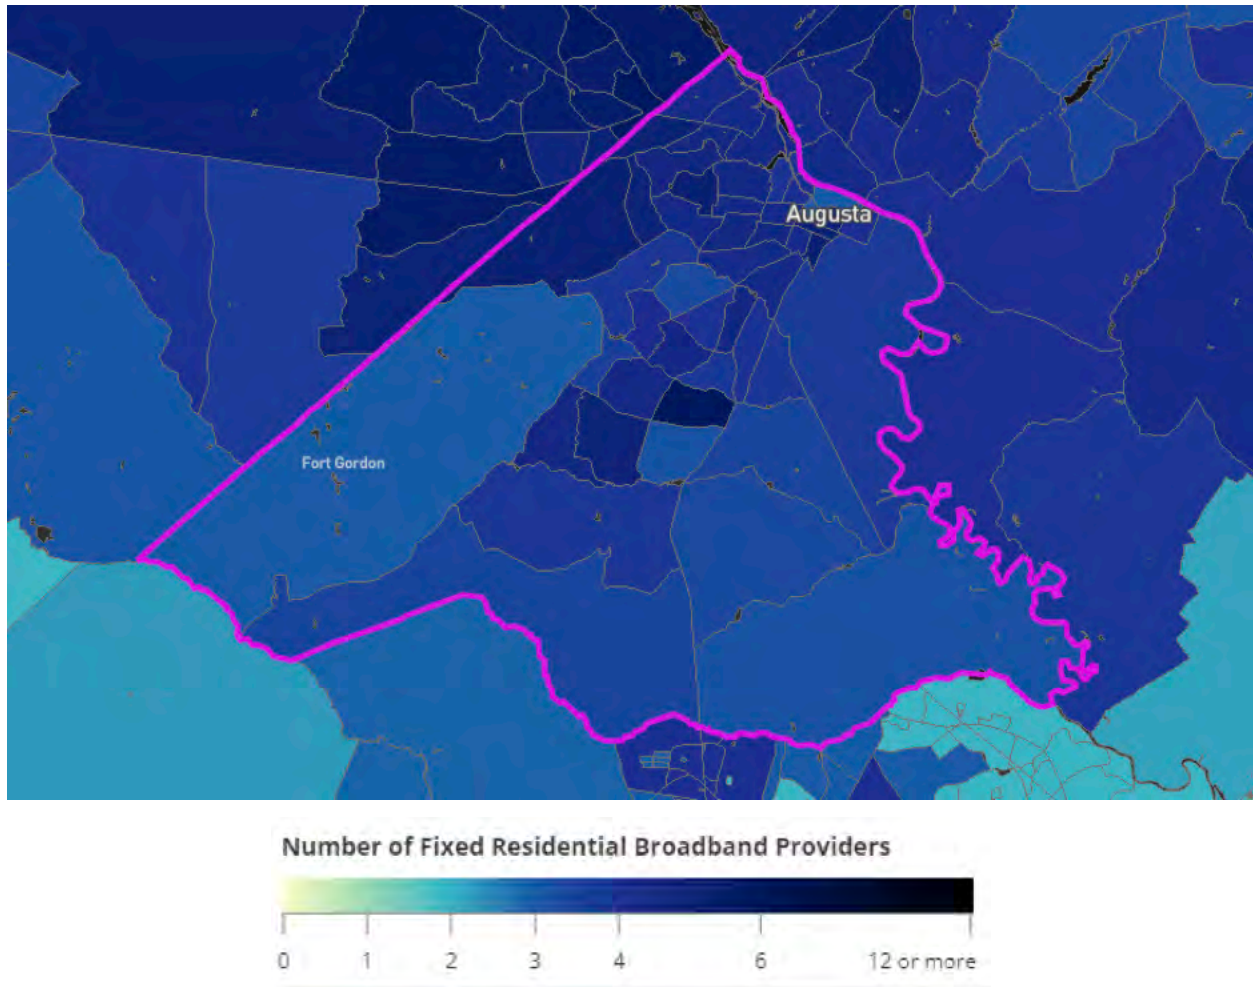 Augusta
Fort Gordon
Number of Fixed Residential Broadband Providers
0 1 2 3 4 6 12 or more